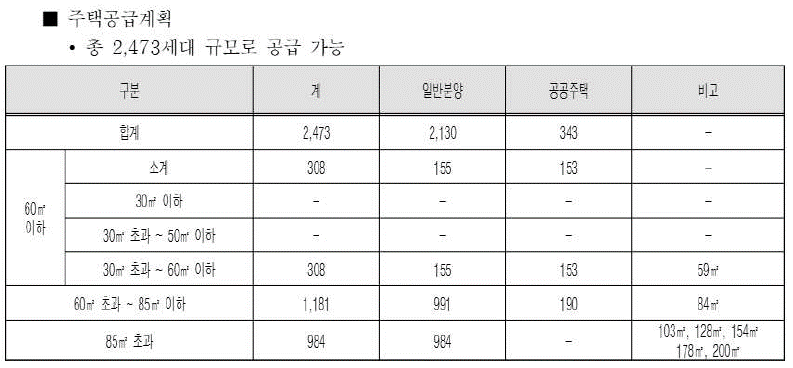 ■ 주택공급계획
• 총 2,473세대 규모로 공급 가능
구분 계 일반분양 공공주택 비고
합계 2,473 2,130 343 –
60㎡ 이하
소계 308 155 153 –
30㎡ 이하 – – – –
30㎡ 초과 ~ 50㎡ 이하 – – – –
30㎡ 초과 ~ 60㎡ 이하 308 155 153 59㎡
60㎡ 초과 ~ 85㎡ 이하 1,181 991 190 84㎡
85㎡ 초과 984 984 – 103㎡, 128㎡, 154㎡
178㎡, 200㎡